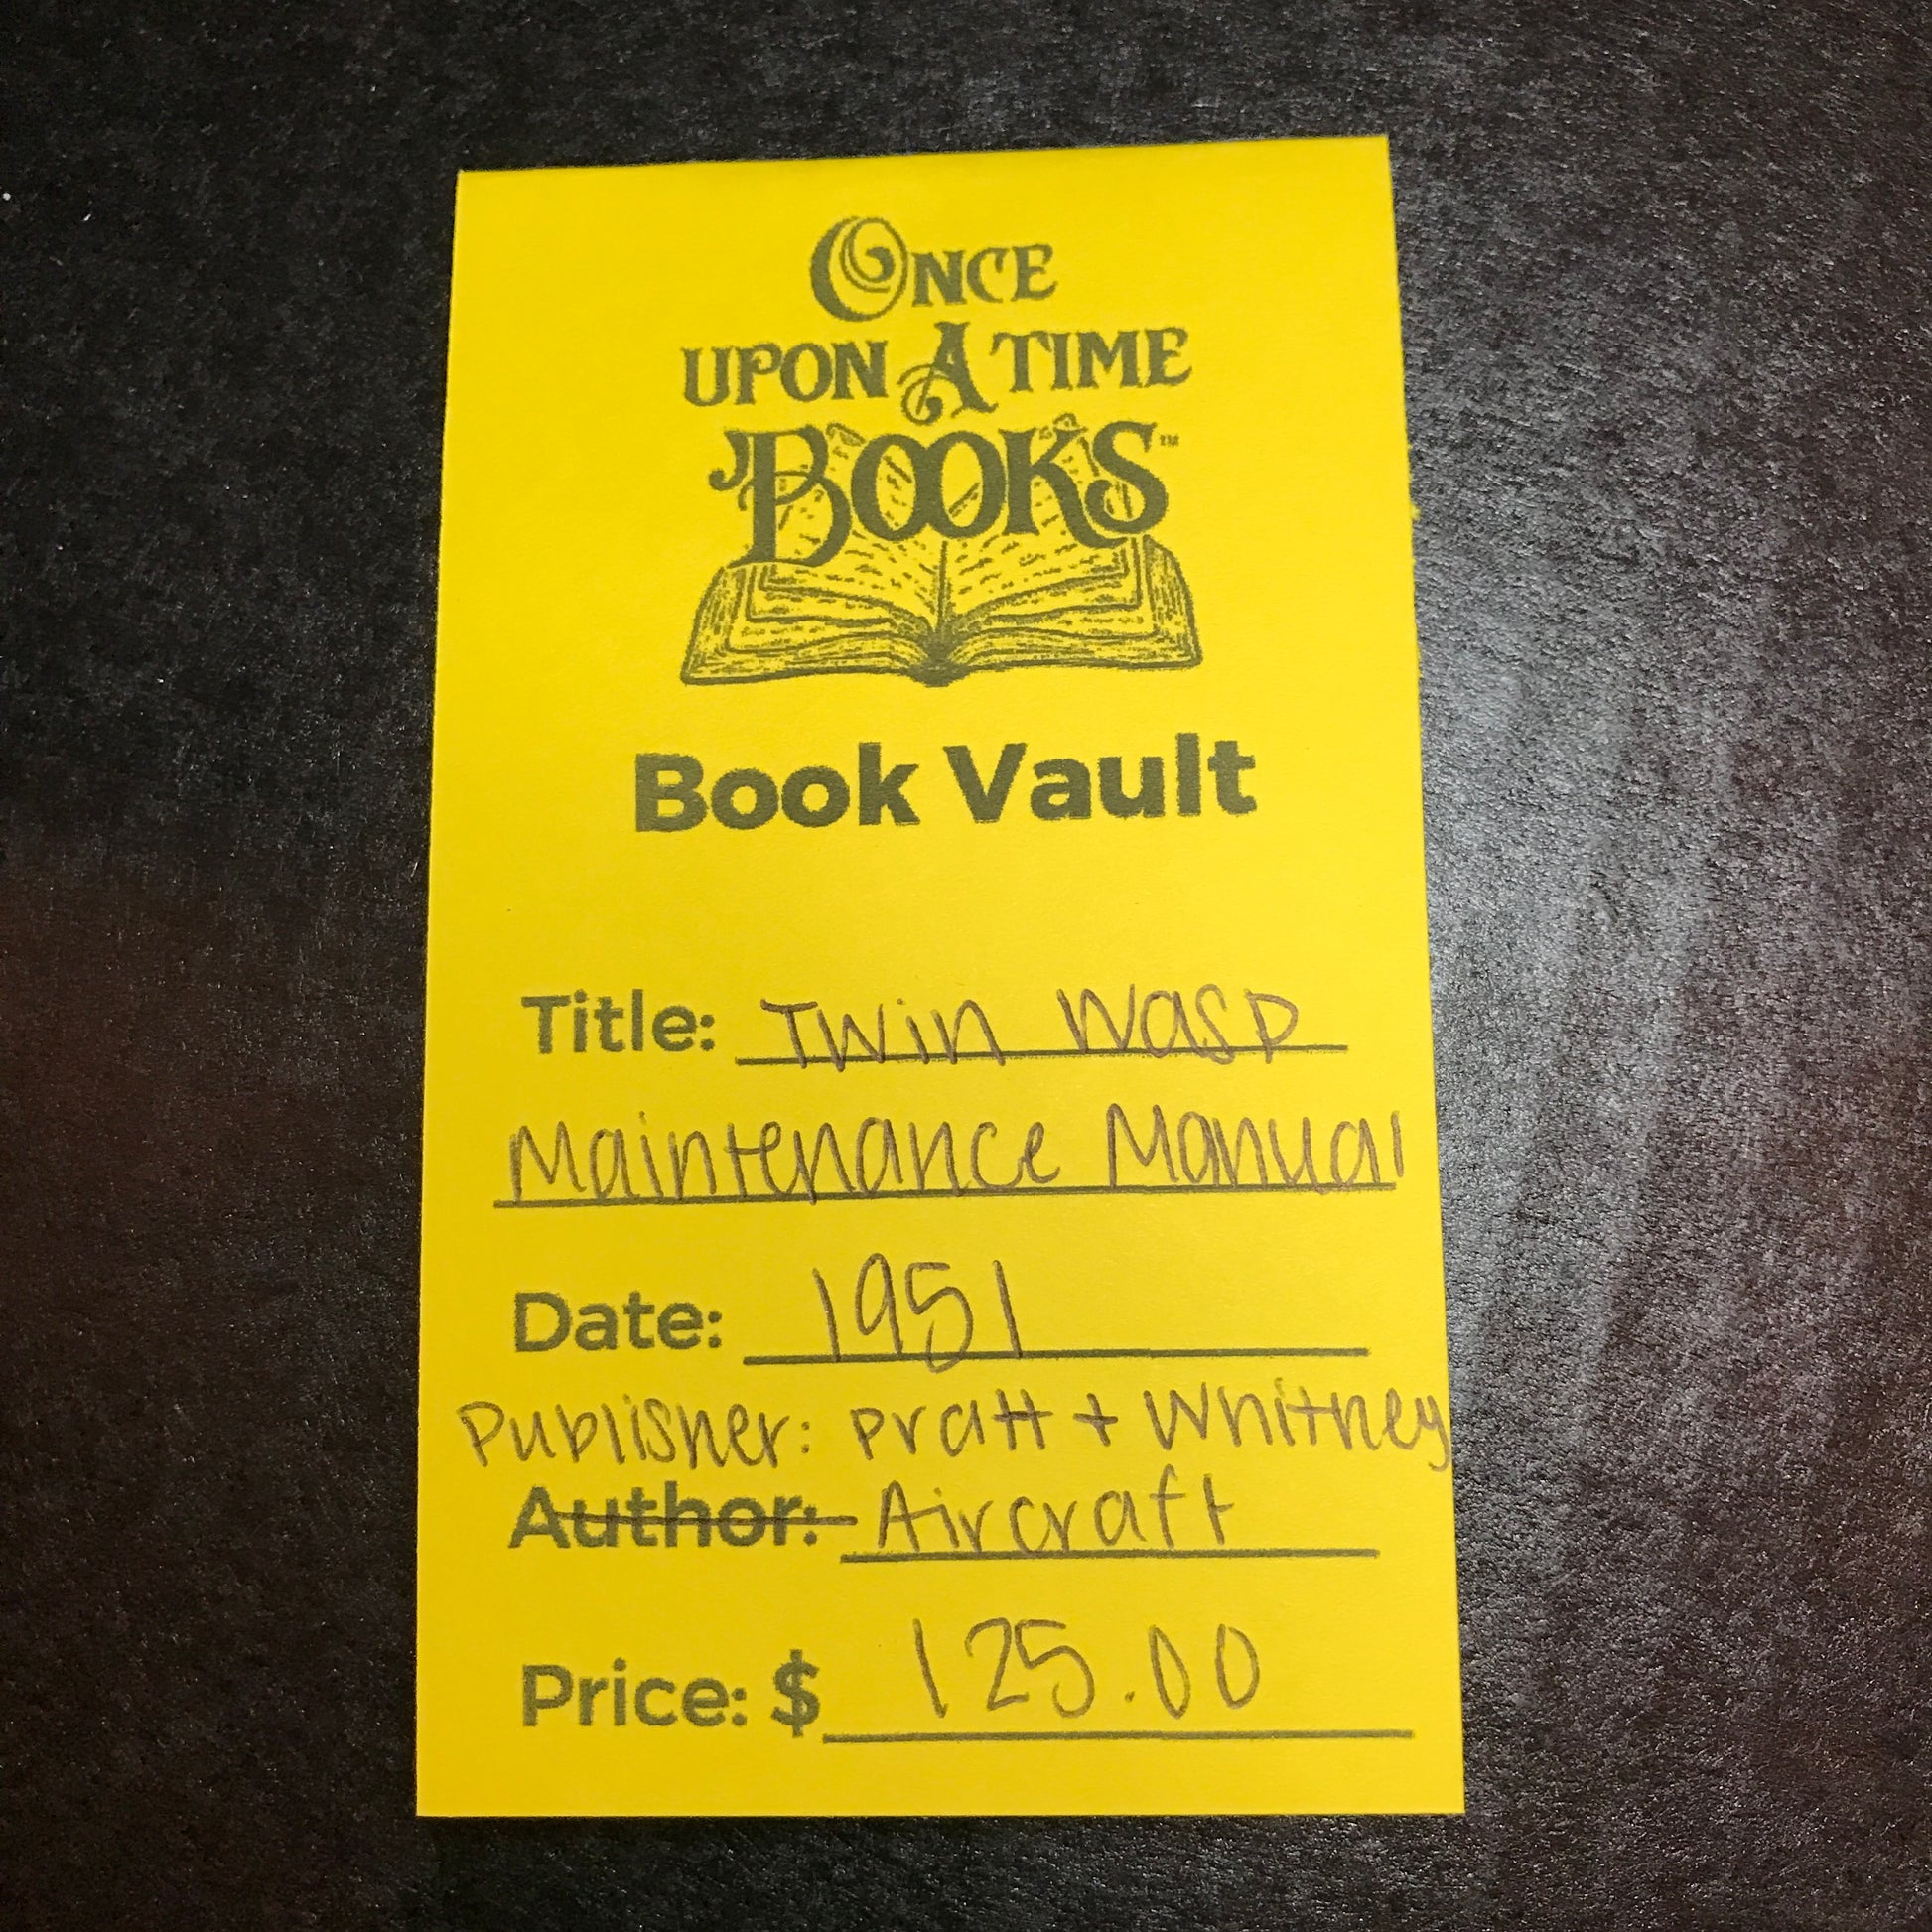 ONCE
UPON A TIME
BOOKS™
Book Vault
Title: Twin Wasp
Maintenance Manual
Date: 1951
Publisher: Pratt + Whitney
Author: Aircraft
Price: $ 125.00